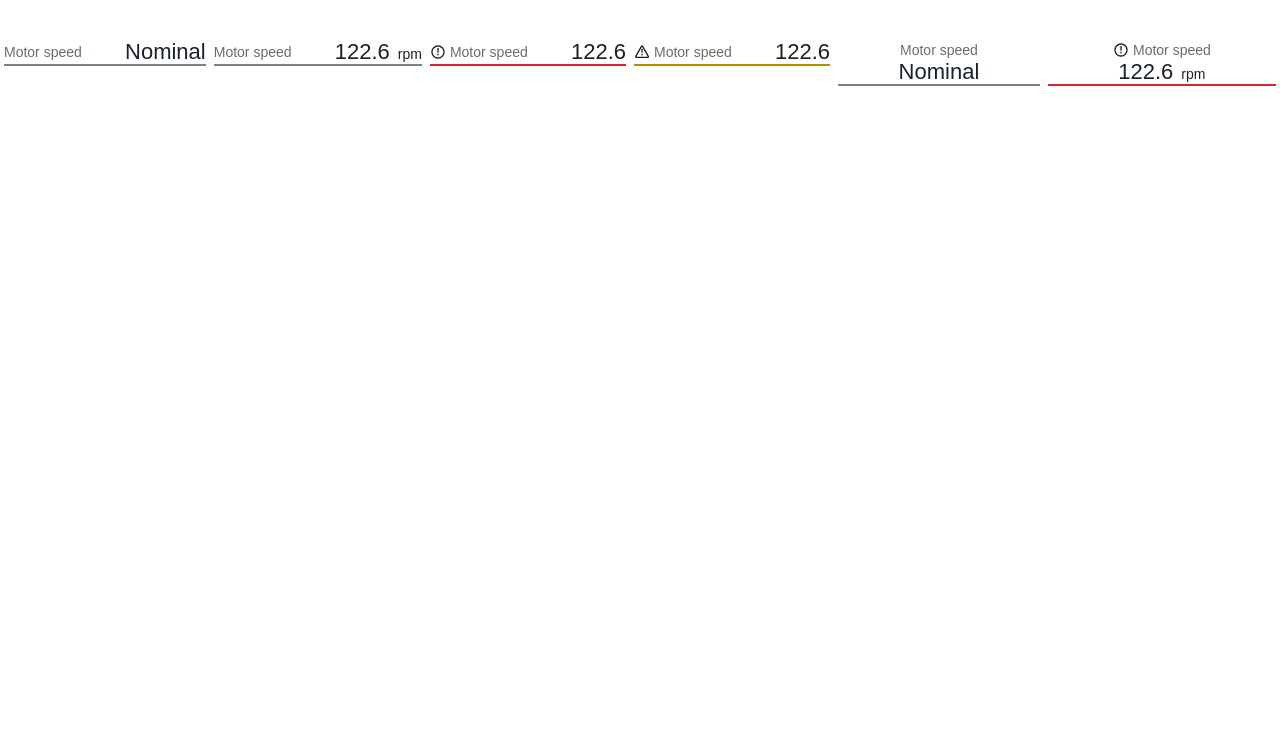 Motor speed Nominal
Motor speed 122.6 rpm
Motor speed 122.6
Motor speed 122.6
Motor speed
Nominal
Motor speed
122.6 rpm